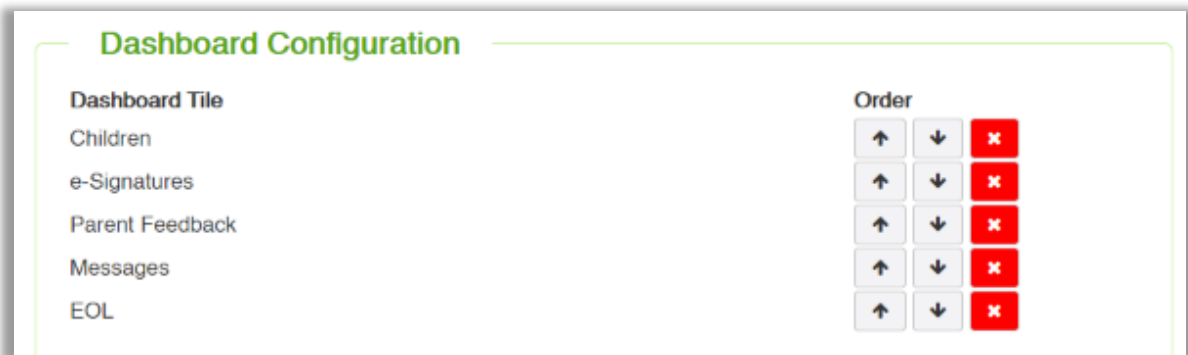 Dashboard Configuration
Dashboard Tile Order
Children
e-Signatures
Parent Feedback
Messages
EOL